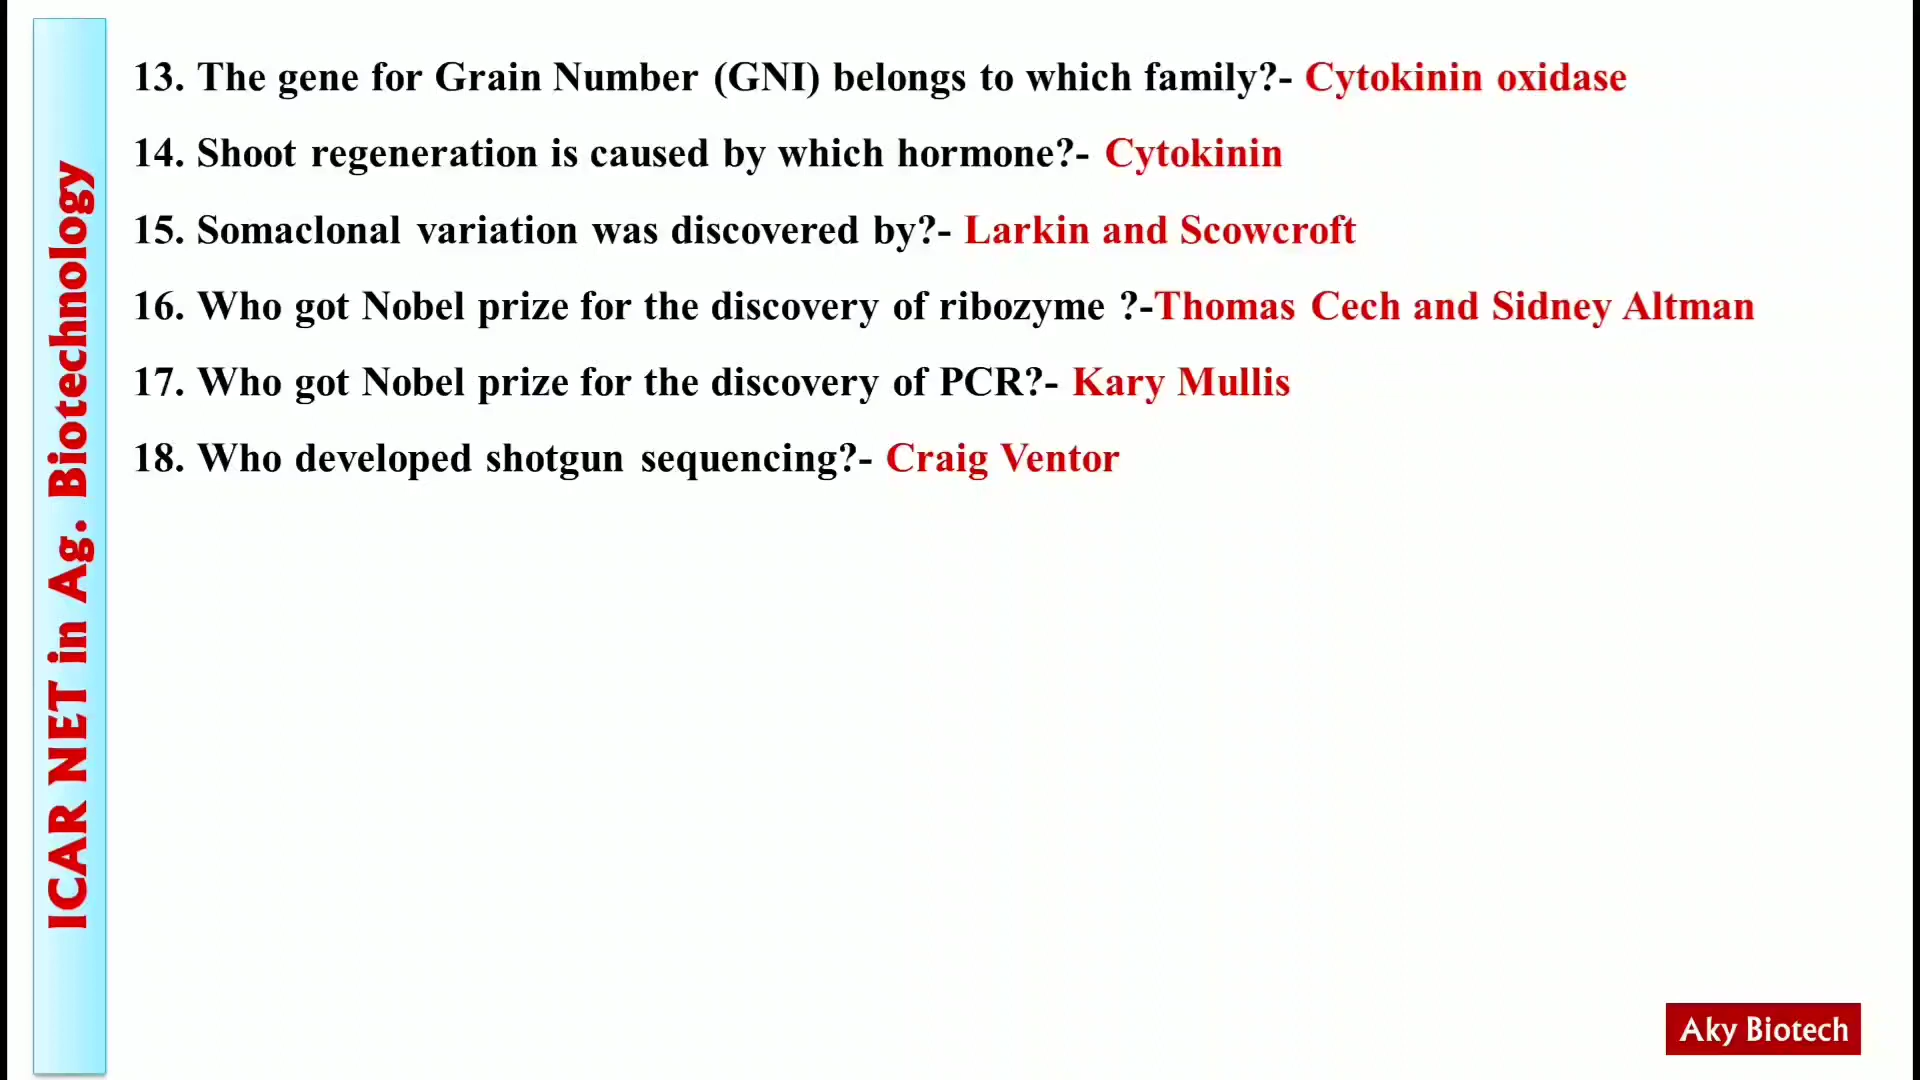 ICAR NET in Ag. Biotechnology
13. The gene for Grain Number (GNI) belongs to which family?- Cytokinin oxidase
14. Shoot regeneration is caused by which hormone?- Cytokinin
15. Somaclonal variation was discovered by?- Larkin and Scowcroft
16. Who got Nobel prize for the discovery of ribozyme ?-Thomas Cech and Sidney Altman
17. Who got Nobel prize for the discovery of PCR?- Kary Mullis
18. Who developed shotgun sequencing?- Craig Ventor
Aky Biotech